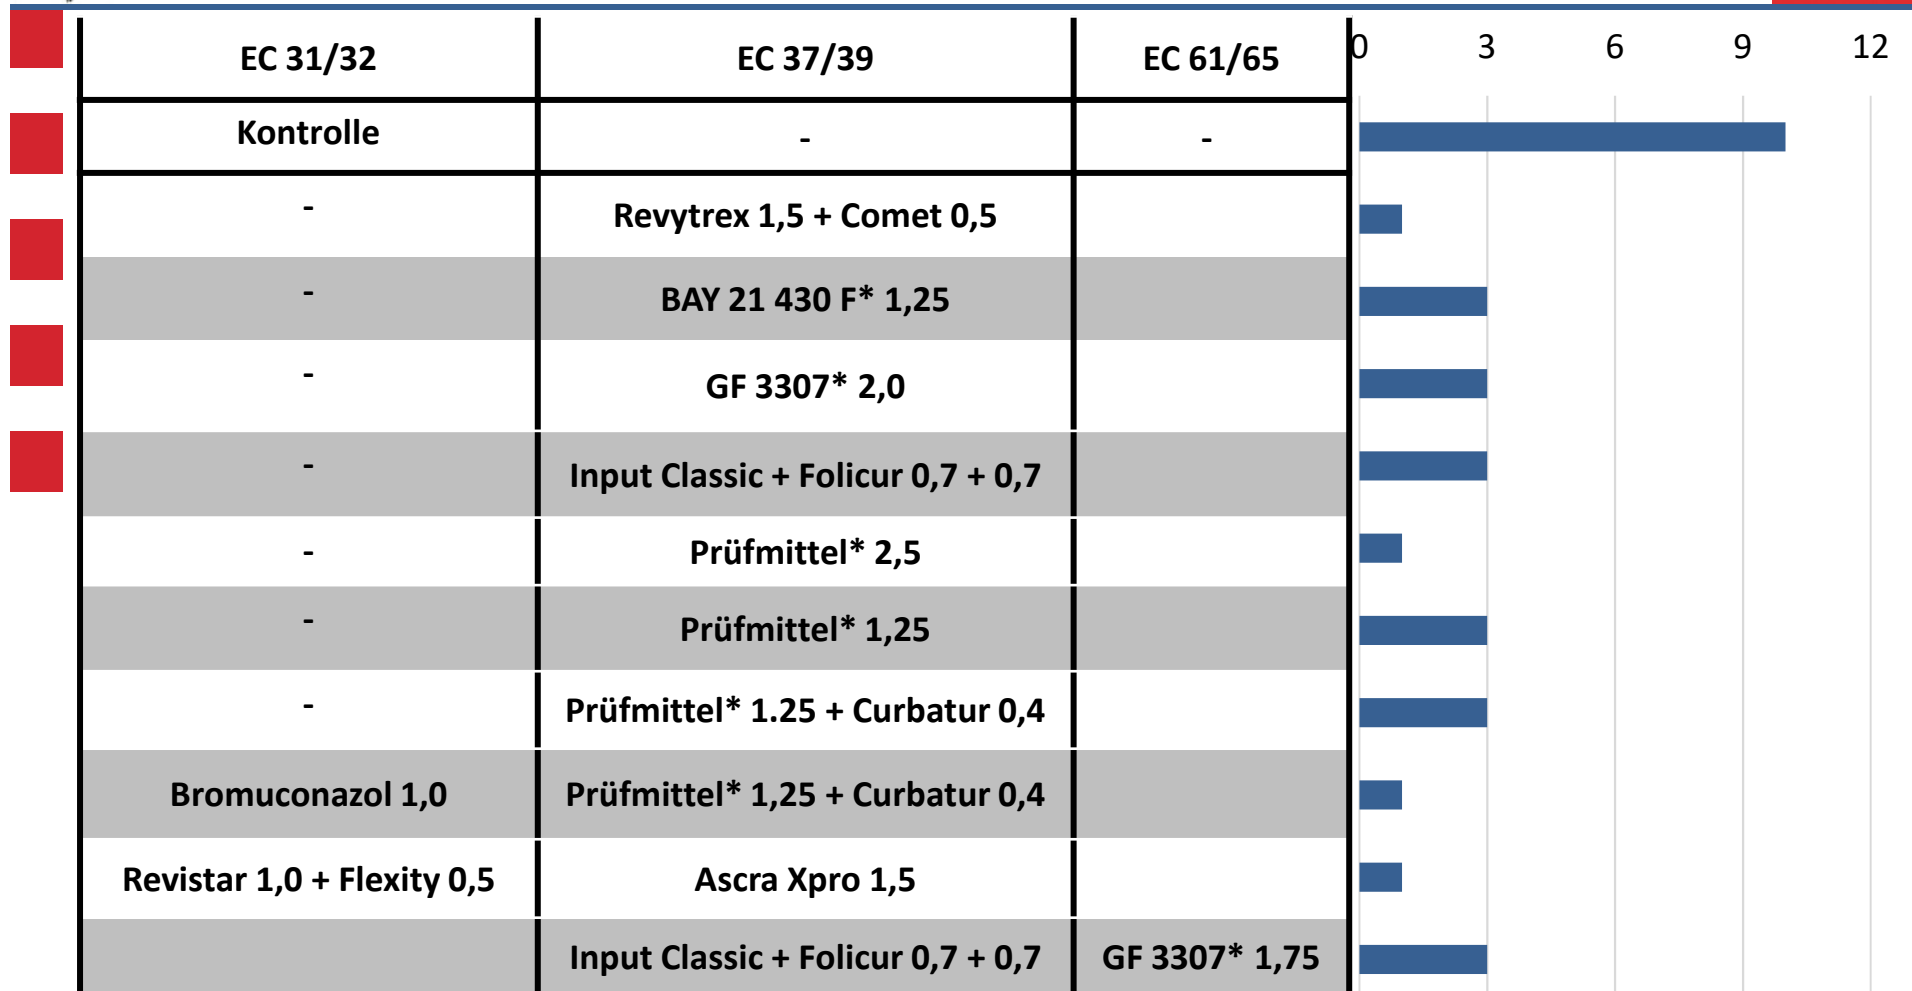 EC 31/32 EC 37/39 EC 61/65 0 3 6 9 12
Kontrolle - -
- Revytrex 1,5 + Comet 0,5
- BAY 21 430 F* 1,25
- GF 3307* 2,0
- Input Classic + Folicur 0,7 + 0,7
- Prüfmittel* 2,5
- Prüfmittel* 1,25
- Prüfmittel* 1.25 + Curbatur 0,4
Bromuconazol 1,0 Prüfmittel* 1,25 + Curbatur 0,4
Revistar 1,0 + Flexity 0,5 Ascra Xpro 1,5
Input Classic + Folicur 0,7 + 0,7 GF 3307* 1,75